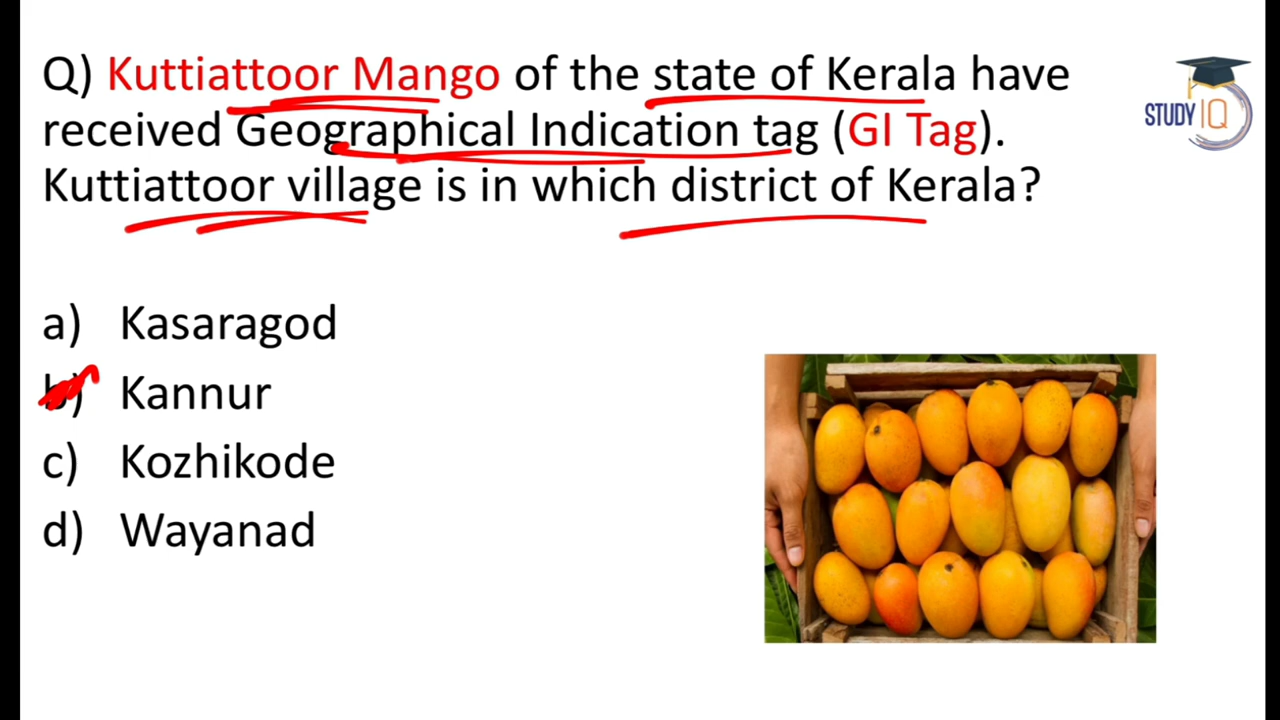 Q) Kuttiattoor Mango of the state of Kerala have
received Geographical Indication tag (GI Tag).
Kuttiattoor village is in which district of Kerala?
STUDY IQ
a) Kasaragod
b) Kannur
c) Kozhikode
d) Wayanad